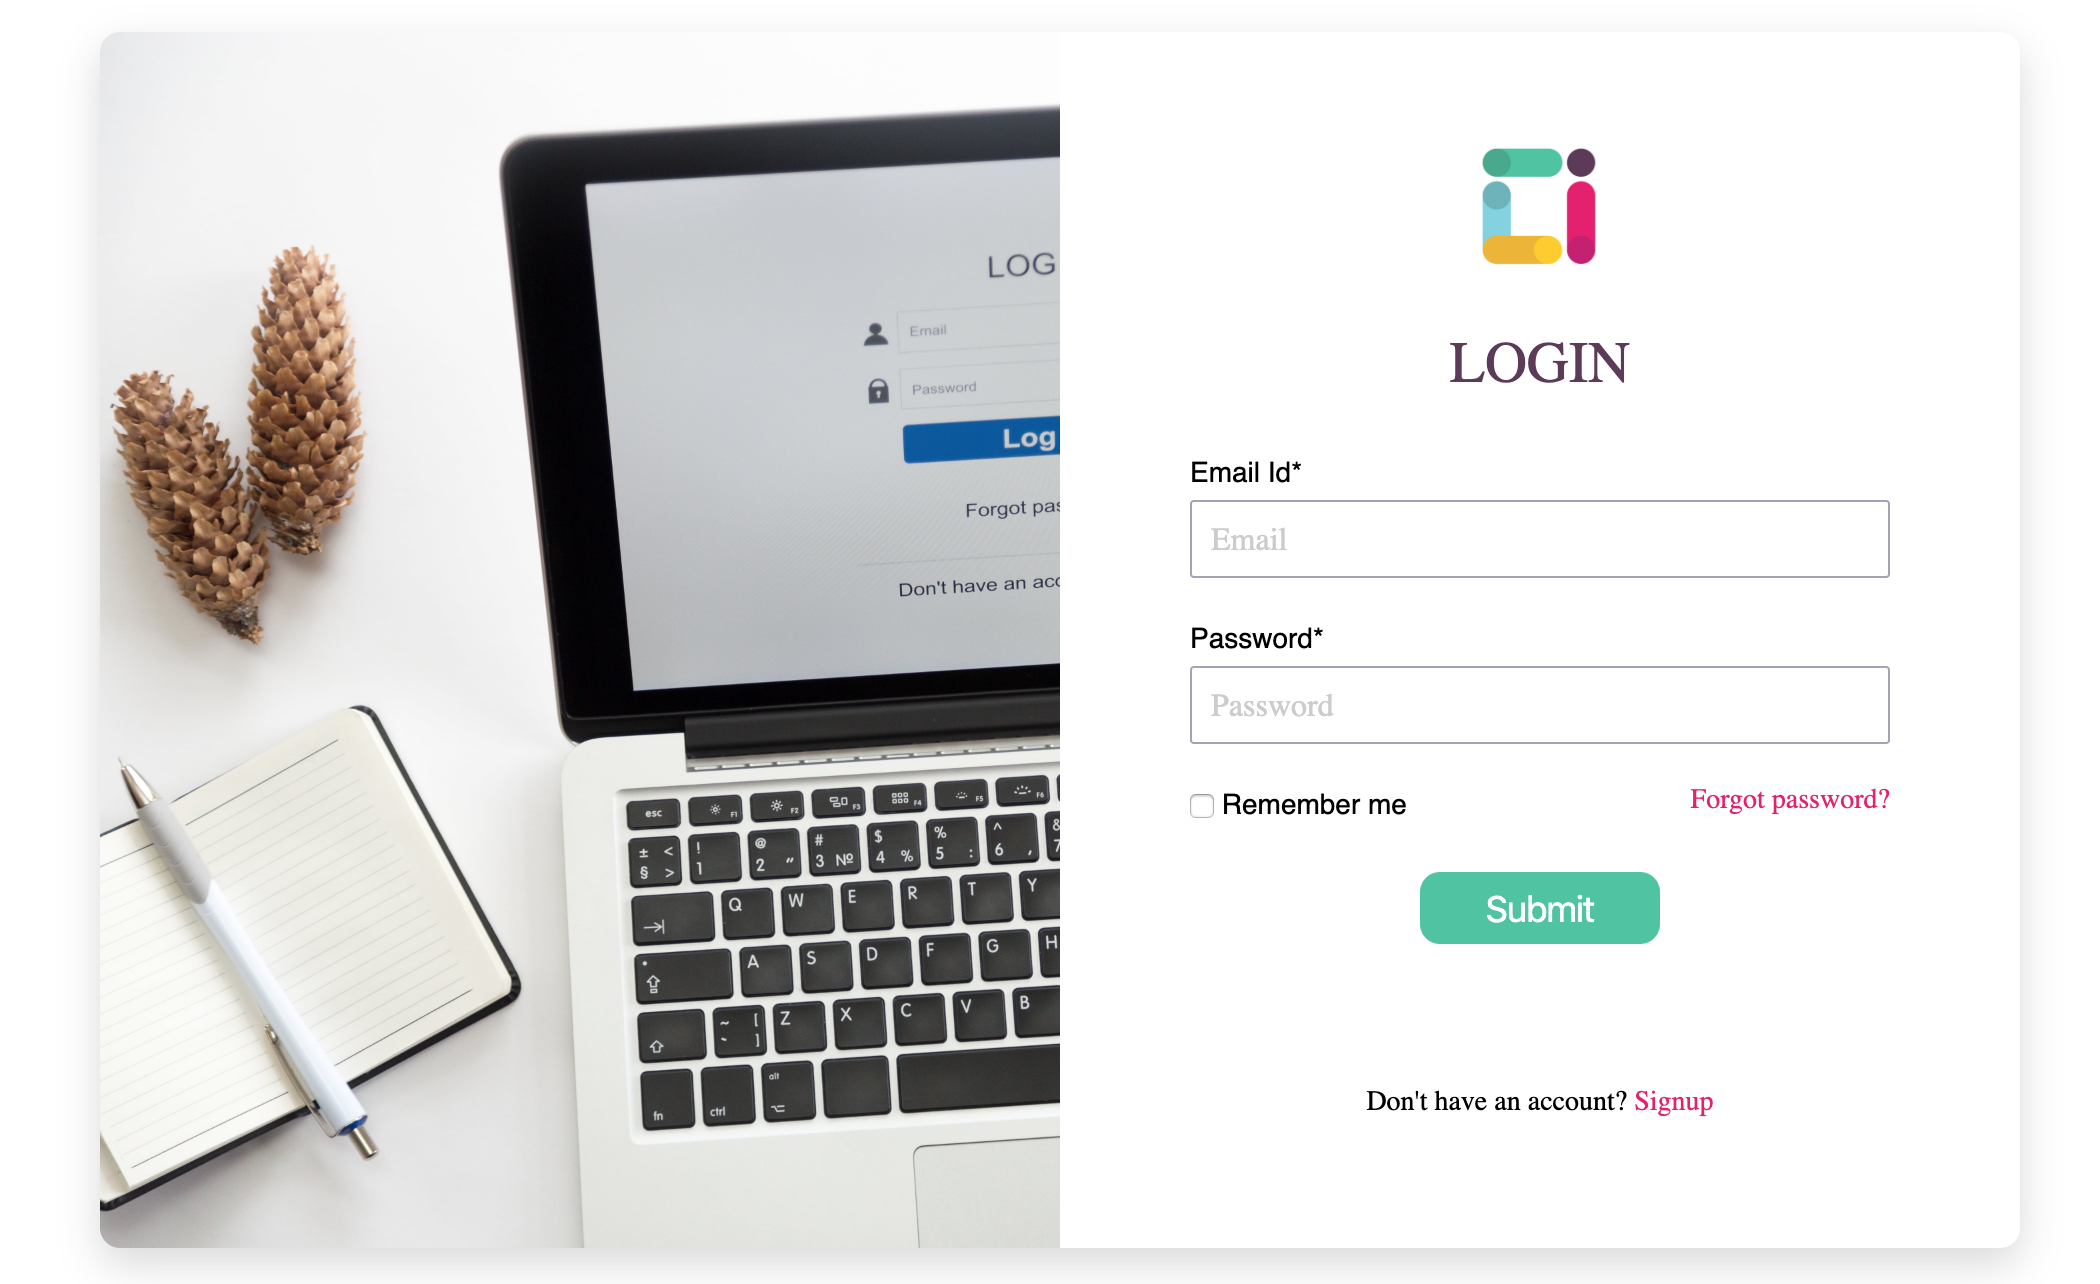 LOG
Email
Password
Log
Forgot pas
Don't have an acc
esc
F1
F2
F3
F4
F5
F6
± <
§ >
!
1
@
2 "
#
3 №
$
4 %
%
5 :
^
6 ,
&
7
Q
W
E
R
T
Y
A
S
D
F
G
H
~ [
` ]
Z
X
C
V
B
fn
ctrl
alt
LOGIN
Email Id*
Email
Password*
Password
Remember me
Forgot password?
Submit
Don't have an account? Signup